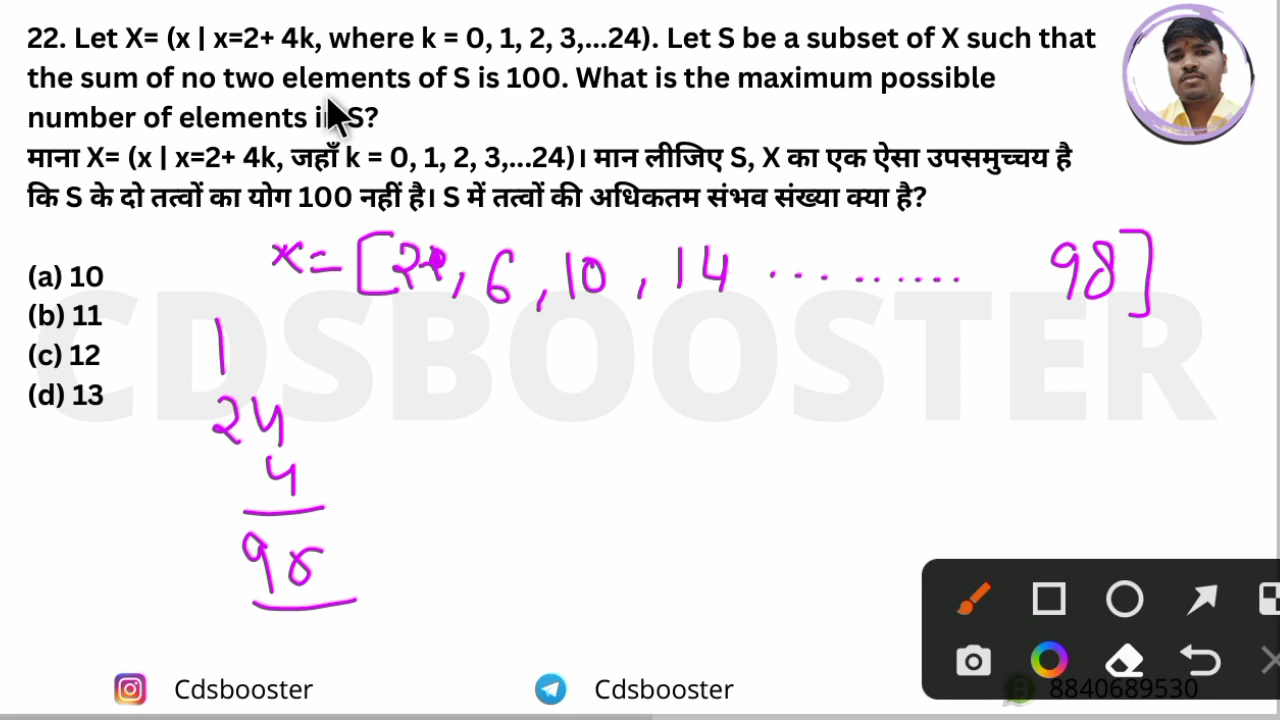 22. Let X= (x | x=2+ 4k, where k = 0, 1, 2, 3,...24). Let S be a subset of X such that
the sum of no two elements of S is 100. What is the maximum possible
number of elements in S?
माना X= (x | x=2+ 4k, जहाँ k = 0, 1, 2, 3,...24)। मान लीजिए S, X का एक ऐसा उपसमुच्चय है
कि S के दो तत्वों का योग 100 नहीं है। S में तत्वों की अधिकतम संभव संख्या क्या है?
x= [2, 6, 10, 14 .......... 98]
(a) 10
(b) 11
(c) 12
(d) 13
1
24
4
98
CDSBOOSTER
Cdsbooster
Cdsbooster
8840689530